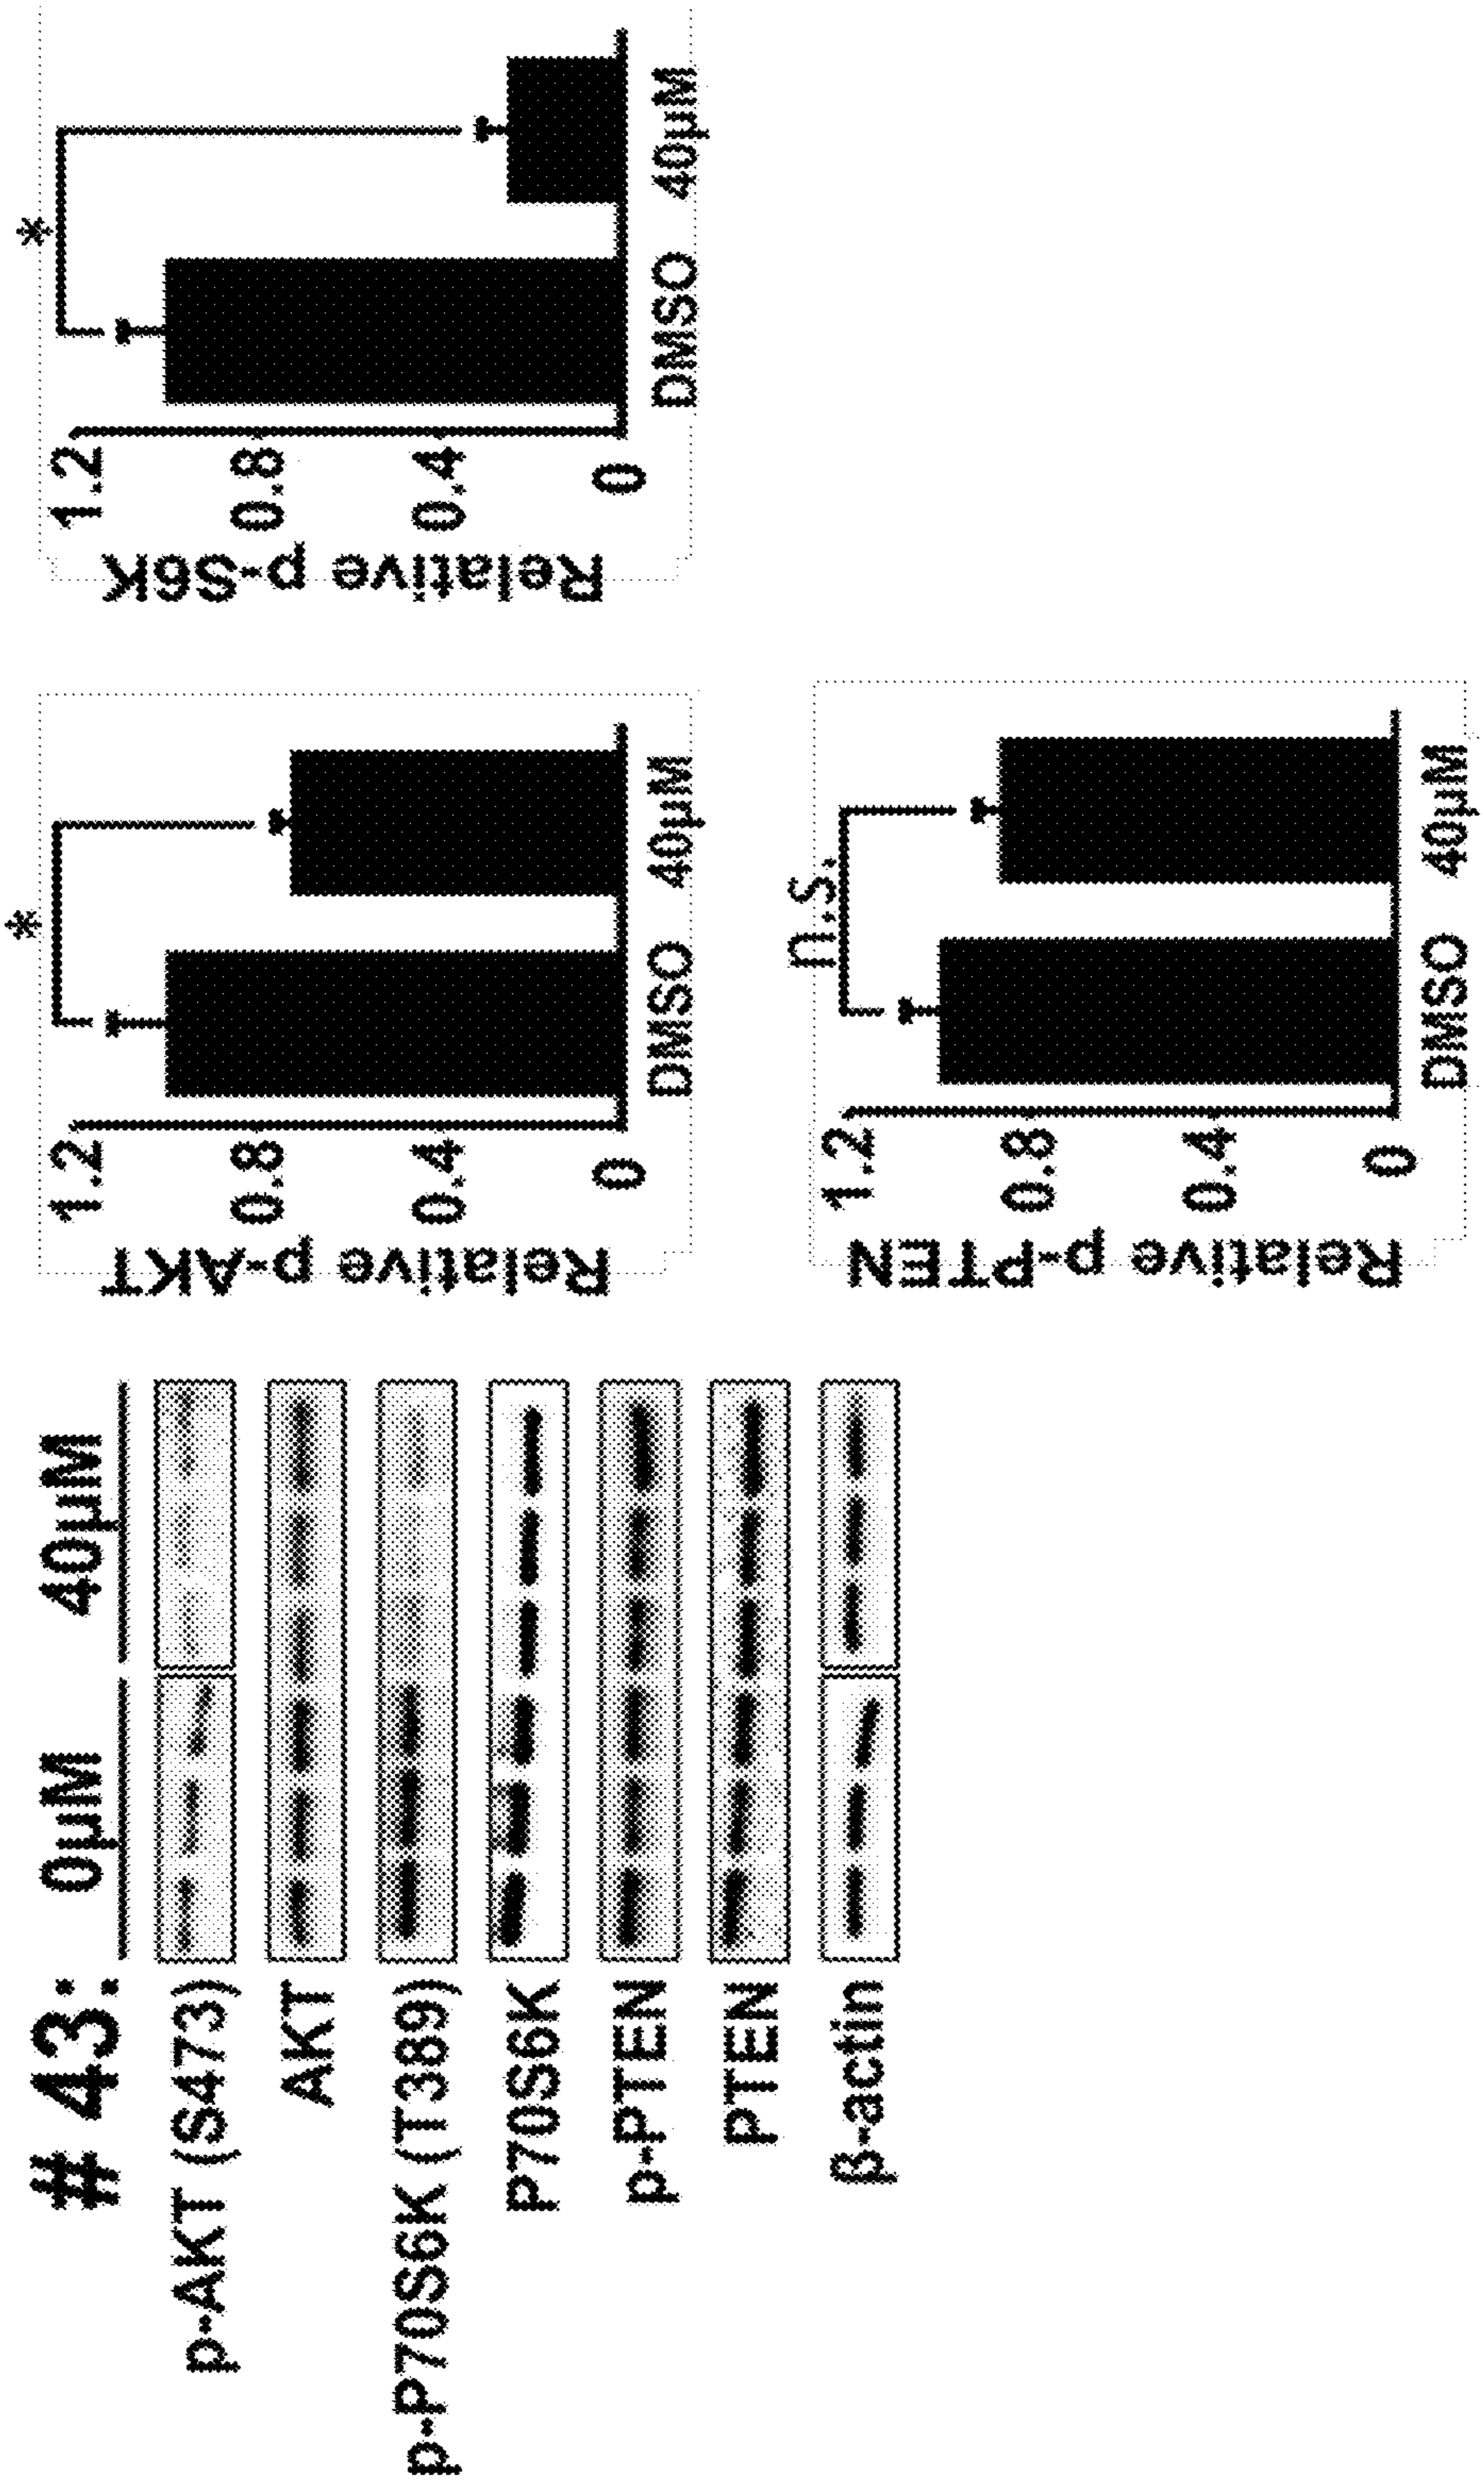 # 43: 0µM 40µM
p-AKT (S473)
AKT
p-P70S6K (T389)
P70S6K
p-PTEN
PTEN
β-actin
*
Relative p-AKT
1.2
0.8
0.4
0
DMSO 40µM
*
Relative p-S6K
1.2
0.8
0.4
0
DMSO 40µM
n.s.
Relative p-PTEN
1.2
0.8
0.4
0
DMSO 40µM